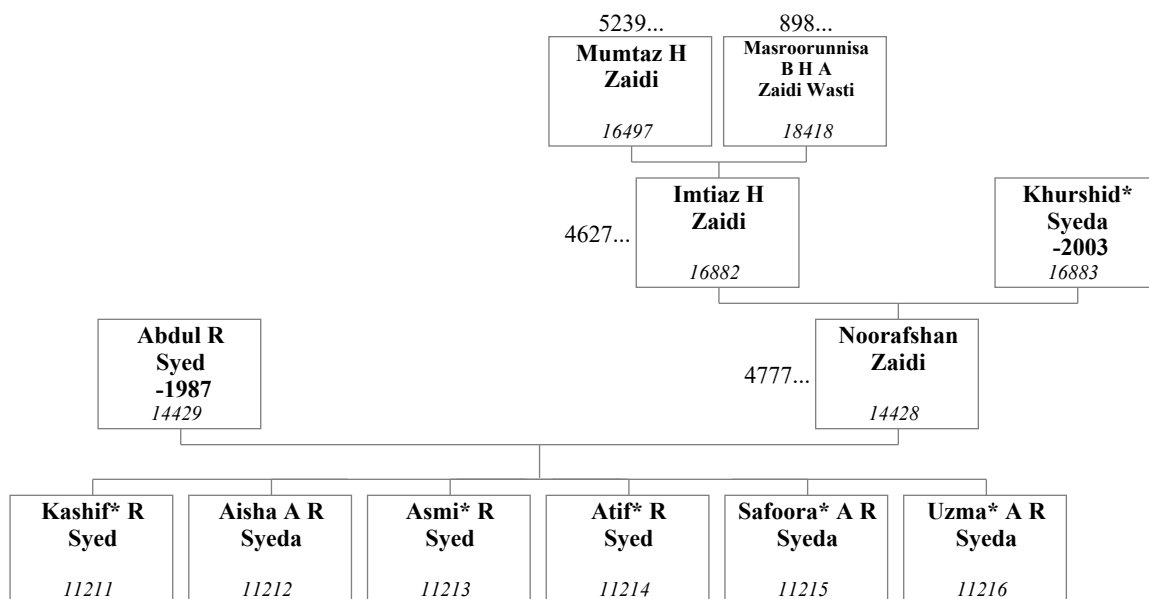 5239...
898...
Mumtaz H
Zaidi
16497
Masroorunnisa
B H A
Zaidi Wasti
18418
4627...
Imtiaz H
Zaidi
16882
Khurshid*
Syeda
-2003
16883
Abdul R
Syed
-1987
14429
4777...
Noorafshan
Zaidi
14428
Kashif* R
Syed
11211
Aisha A R
Syeda
11212
Asmi* R
Syed
11213
Atif* R
Syed
11214
Safoora* A R
Syeda
11215
Uzma* A R
Syeda
11216